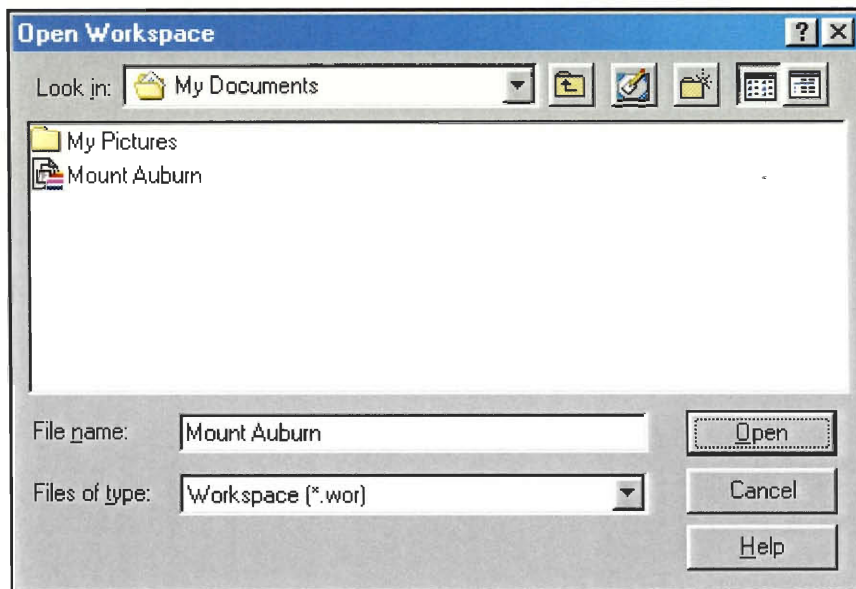 Open Workspace
Look in: My Documents
My Pictures
Mount Auburn
File name: Mount Auburn Open
Files of type: Workspace (*.wor) Cancel
Help